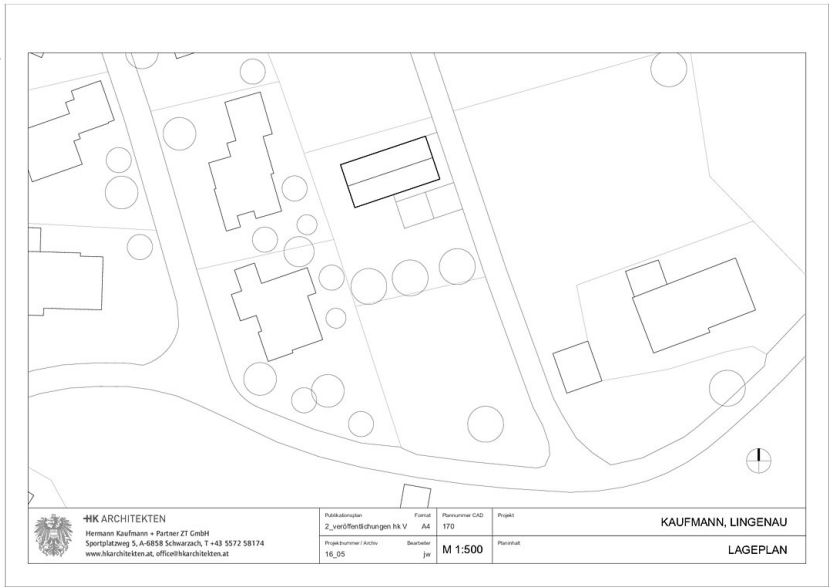 HK ARCHITEKTEN
Hermann Kaufmann + Partner ZT GmbH
Sportplatzweg 5, A-6858 Schwarzach, T +43 5572 58174
www.hkarchitekten.at, office@hkarchitekten.at
Publikationsplan Format
2_veröffentlichungen hk V A4
Projektnummer / Archiv Bearbeiter
16_05 jw
Plannummer CAD
170
M 1:500
Projekt
KAUFMANN, LINGENAU
Planinhalt
LAGEPLAN